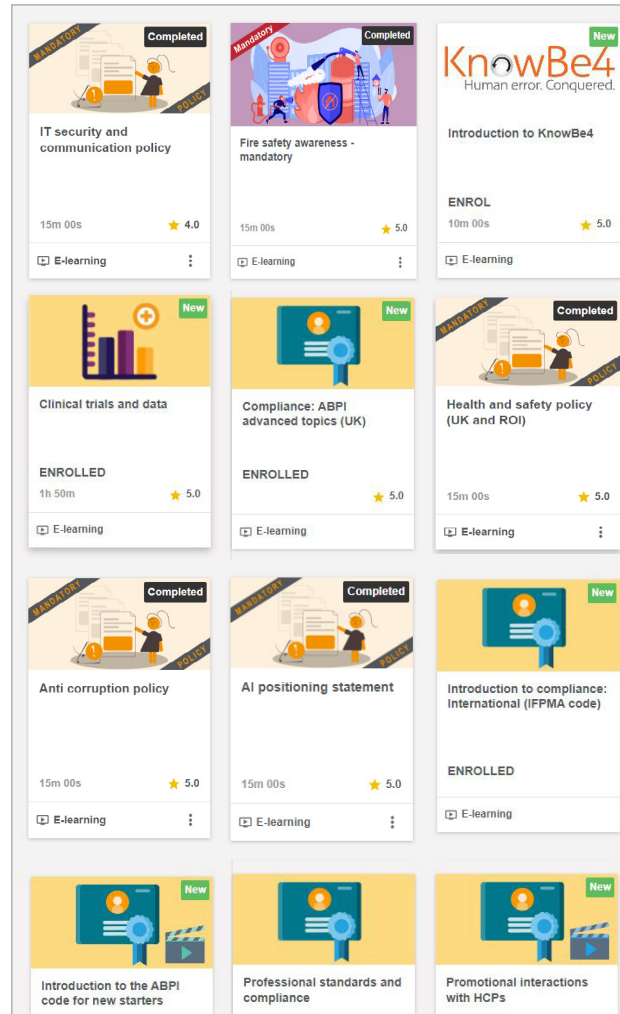 MANDATORY
Completed
POLICY
IT security and
communication policy
15m 00s
4.0
E-learning
Mandatory
Completed
Fire safety awareness -
mandatory
15m 00s
5.0
E-learning
New
KnowBe4
Human error. Conquered.
Introduction to KnowBe4
ENROL
10m 00s
5.0
E-learning
New
Clinical trials and data
ENROLLED
1h 50m
5.0
E-learning
New
Compliance: ABPI
advanced topics (UK)
ENROLLED
5.0
E-learning
MANDATORY
Completed
POLICY
Health and safety policy
(UK and ROI)
15m 00s
5.0
E-learning
MANDATORY
Completed
POLICY
Anti corruption policy
15m 00s
5.0
E-learning
MANDATORY
Completed
POLICY
AI positioning statement
15m 00s
5.0
E-learning
New
Introduction to compliance:
International (IFPMA code)
ENROLLED
E-learning
New
Introduction to the ABPI
code for new starters
Professional standards and
compliance
New
Promotional interactions
with HCPs